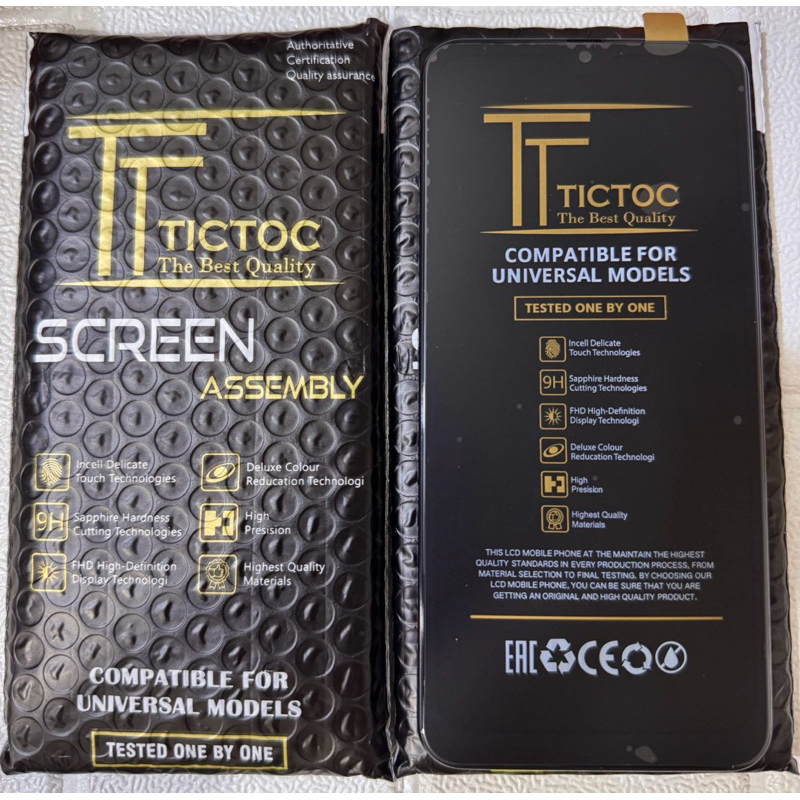 Authoritative
Certification
Quality assurance
TT
TICTOC
The Best Quality
SCREEN
ASSEMBLY
Incell Delicate
Touch Technologies
Deluxe Colour
Reducation Technologi
9H
Sapphire Hardness
Cutting Technologies
High
Presision
FHD High-Definition
Display Technologi
Highest Quality
Materials
COMPATIBLE FOR
UNIVERSAL MODELS
TESTED ONE BY ONE
TT
TICTOC
The Best Quality
COMPATIBLE FOR
UNIVERSAL MODELS
TESTED ONE BY ONE
Incell Delicate
Touch Technologies
9H
Sapphire Hardness
Cutting Technologies
FHD High-Definition
Display Technologi
Deluxe Colour
Reducation Technologi
High
Presision
Highest Quality
Materials
THIS LCD MOBILE PHONE AT THE MAINTAIN THE HIGHEST
QUALITY STANDARDS IN EVERY PRODUCTION PROCESS, FROM
MATERIAL SELECTION TO FINAL TESTING. BY CHOOSING OUR
LCD MOBILE PHONE, YOU CAN BE SURE THAT YOU ARE
GETTING AN ORIGINAL AND HIGH QUALITY PRODUCT.
EAC CE